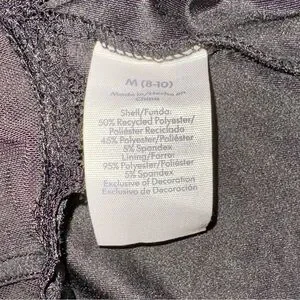 M (8-10)
Made in/Hecho en
China
Shell/Funda:
50% Recycled Polyester/
Poliéster Reciclado
45% Polyester/Poliéster
5% Spandex
Lining/Forro:
95% Polyester/Poliéster
5% Spandex
Exclusive of Decoration
Exclusivo de Decoración